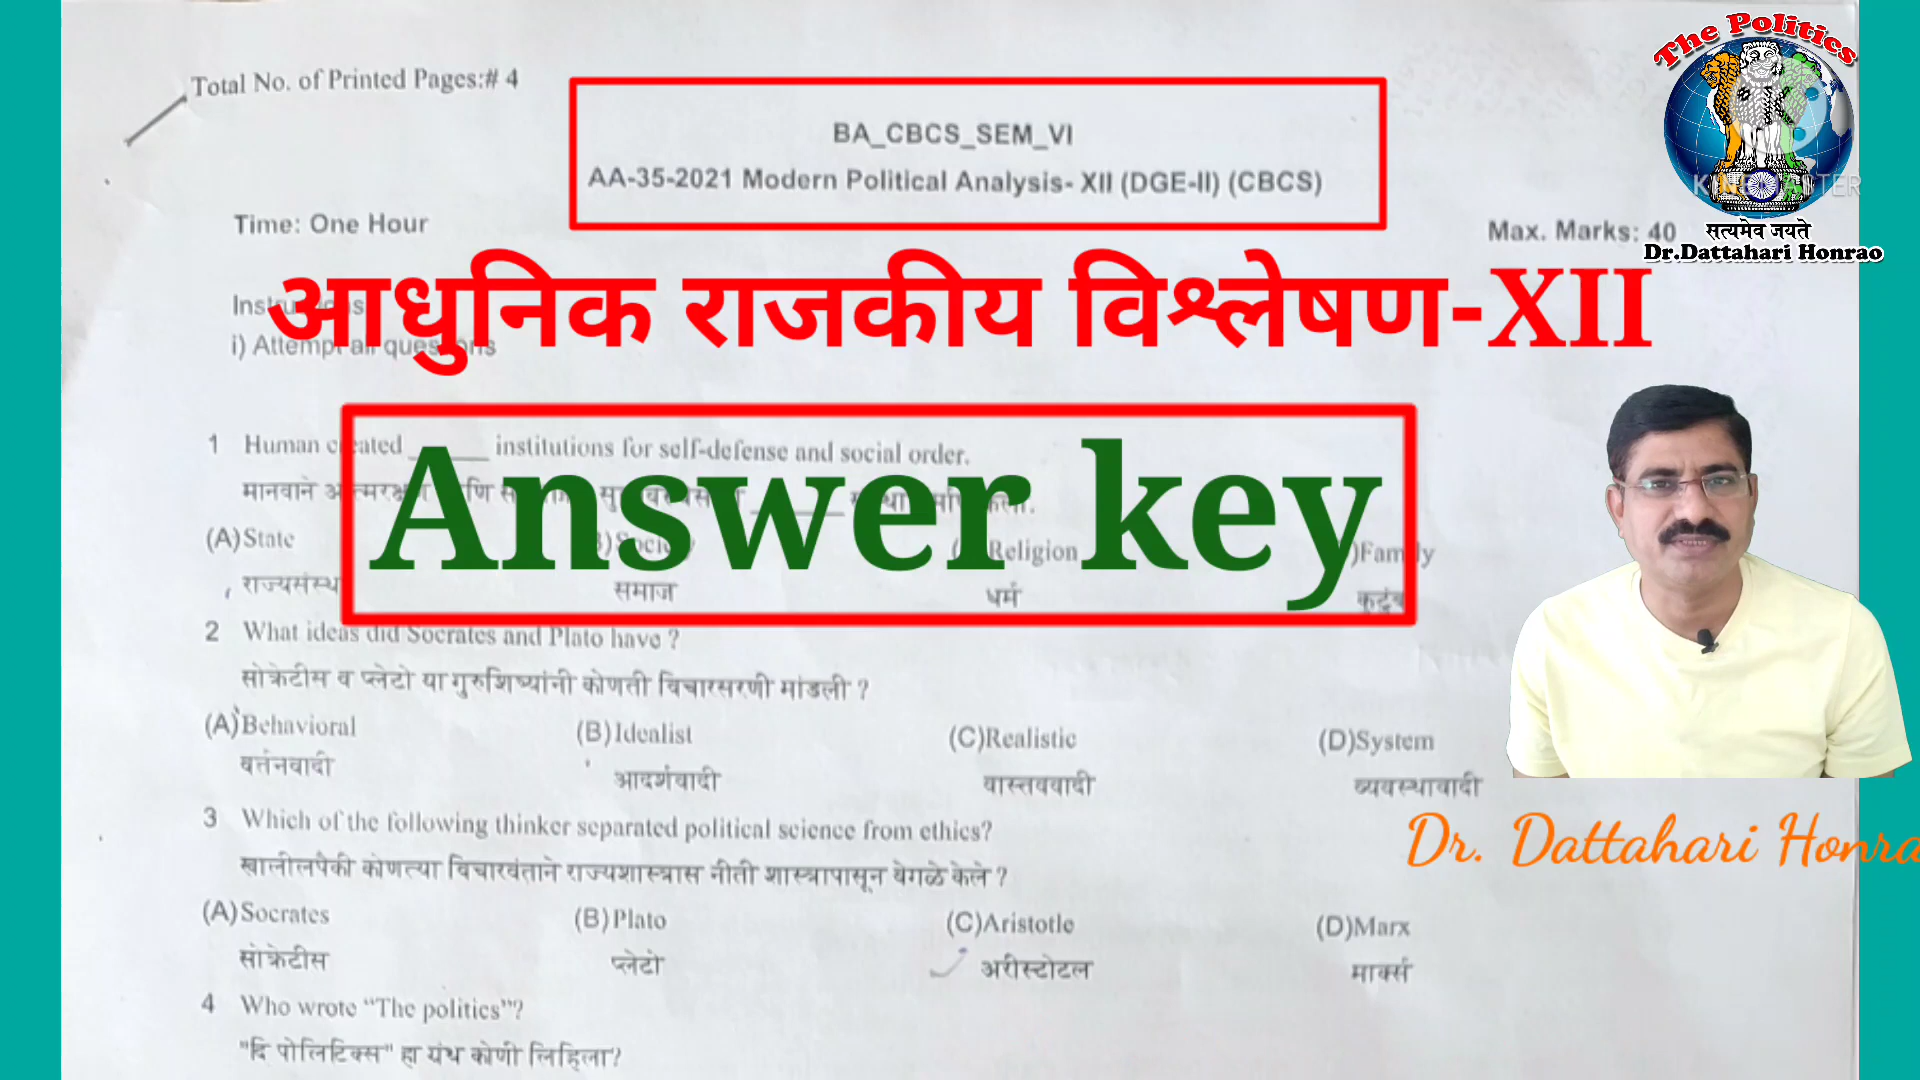 Total No. of Printed Pages:# 4
BA_CBCS_SEM_VI
AA-35-2021 Modern Political Analysis- XII (DGE-II) (CBCS)
Time: One Hour
Max. Marks: 40
The Politics
KINEMASTER
सत्यमेव जयते
Dr.Dattahari Honrao
आधुनिक राजकीय विश्लेषण-XII
i) Attempt all questions
Answer key
1 Human created ______ institutions for self-defense and social order.
मानवाने
(A)State
Religion
Family
समाज
धर्म
2 What ideas did Socrates and Plato have ?
सोक्रेटीस व प्लेटो या गुरुशिष्यांनी कोणती विचारसरणी मांडली ?
(A)Behavioral (B)Idealist (C)Realistic (D)System
वर्तनवादी आदर्शवादी वास्तववादी व्यवस्थावादी
Dr. Dattahari Honra
3 Which of the following thinker separated political science from ethics?
खालीलपैकी कोणत्या विचारवंताने राज्यशास्त्रास नीती शास्त्रापासून वेगळे केले ?
(A)Socrates (B)Plato (C)Aristotle (D)Marx
सोक्रेटीस प्लेटो अरीस्टोटल मार्क्स
4 Who wrote “The politics”?
"दि पोलिटिक्स" हा ग्रंथ कोणी लिहिला?